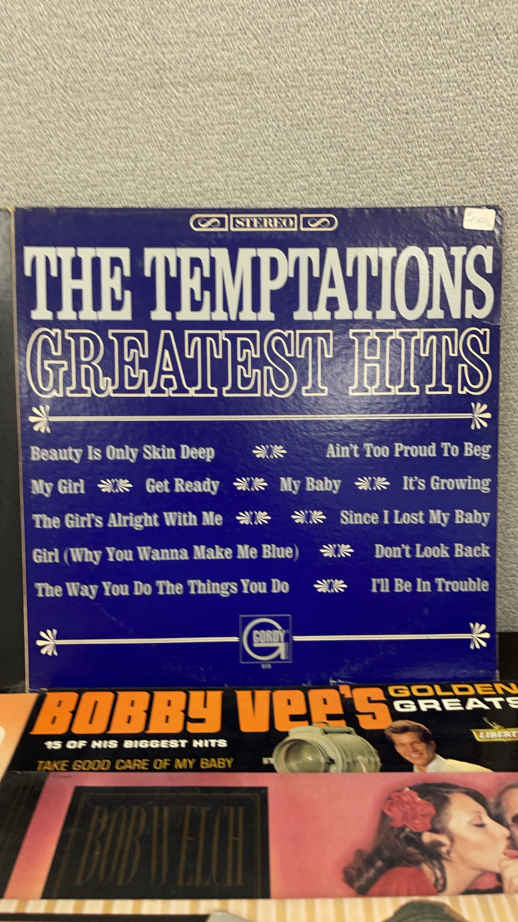 STEREO
THE TEMPTATIONS
GREATEST HITS
Beauty Is Only Skin Deep Ain't Too Proud To Beg
My Girl Get Ready My Baby It's Growing
The Girl's Alright With Me Since I Lost My Baby
Girl (Why You Wanna Make Me Blue) Don't Look Back
The Way You Do The Things You Do I'll Be In Trouble
GORDY
BOBBY Vee's GOLDEN
GREATS
15 OF HIS BIGGEST HITS
LIBERT
TAKE GOOD CARE OF MY BABY
BOB WELCH